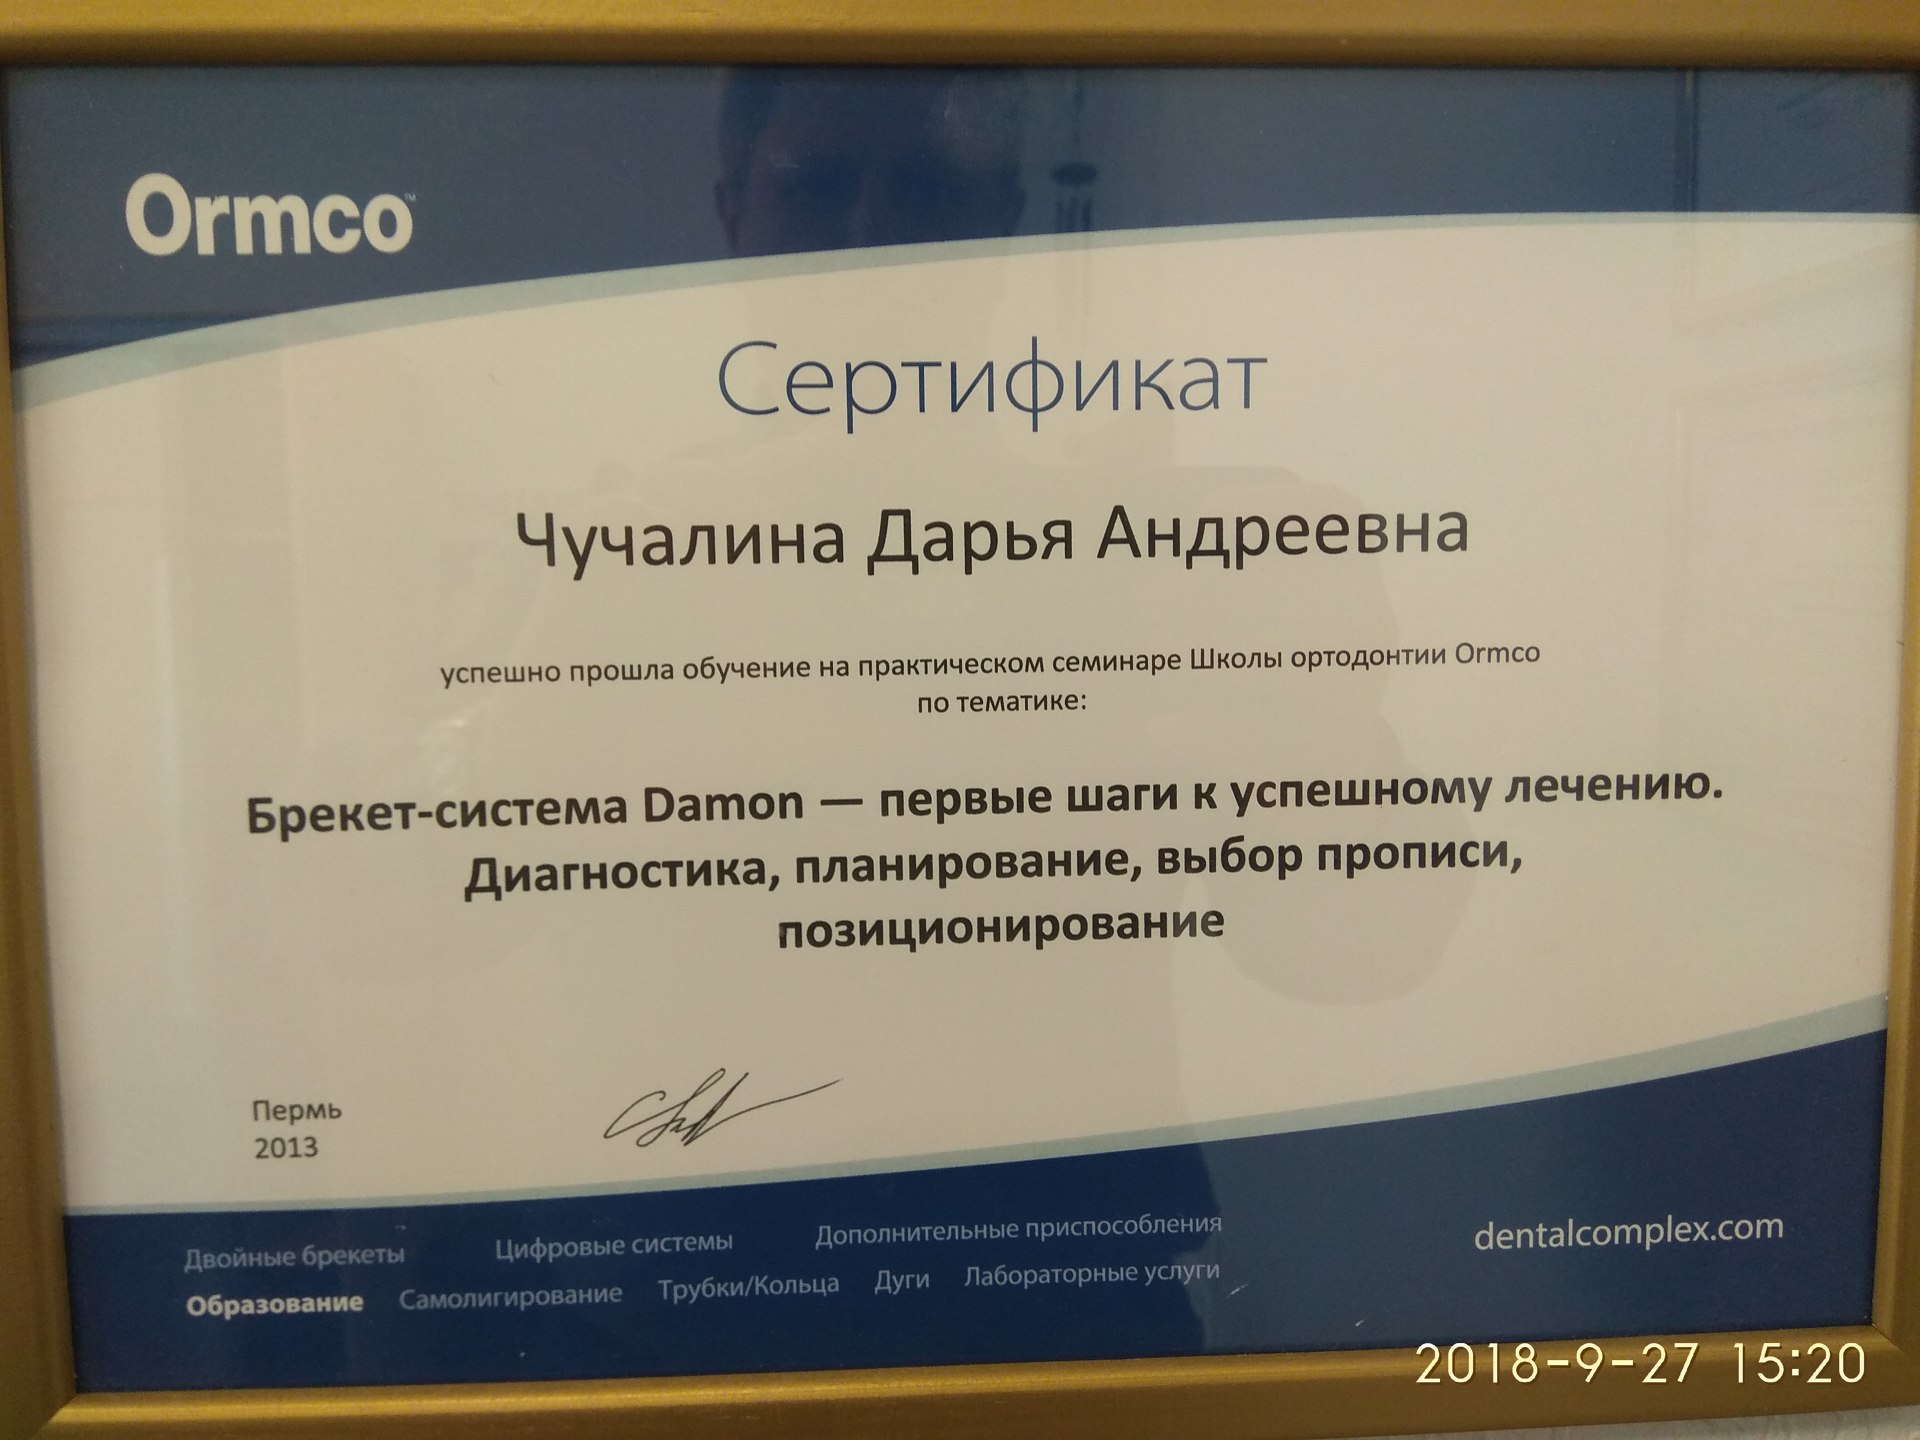 Ormco™
Сертификат
Чучалина Дарья Андреевна
успешно прошла обучение на практическом семинаре Школы ортодонтии Ormco
по тематике:
Брекет-система Damon — первые шаги к успешному лечению.
Диагностика, планирование, выбор прописи,
позиционирование
Пермь
2013
Двойные брекеты Цифровые системы Дополнительные приспособления
Образование Самолигирование Трубки/Кольца Дуги Лабораторные услуги
dentalcomplex.com
2018-9-27 15:20